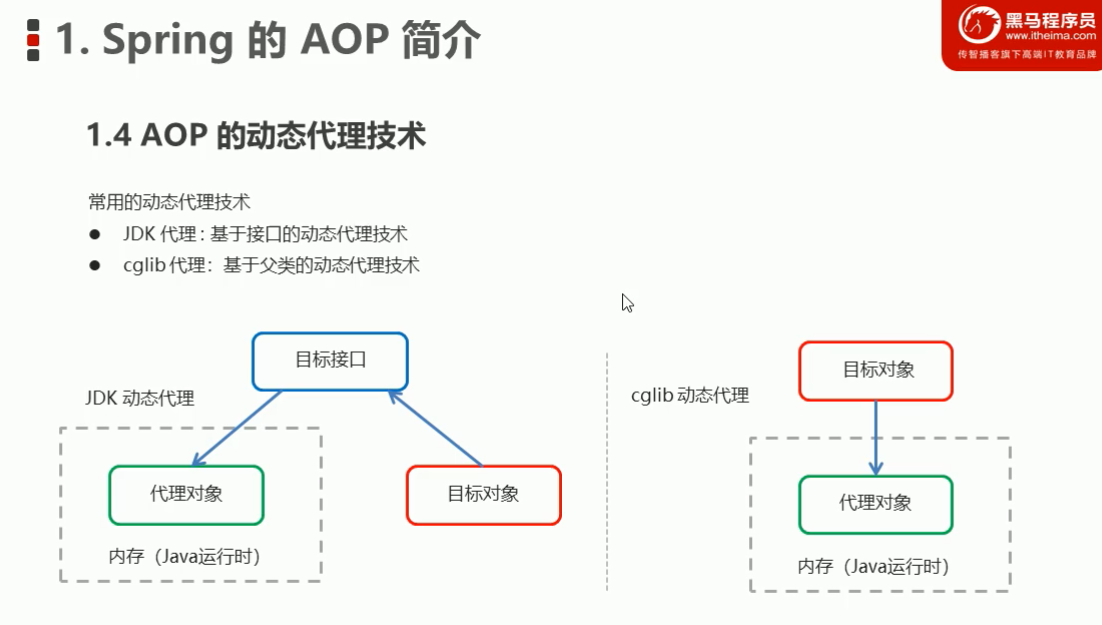 1. Spring 的 AOP 简介
黑马程序员
www.itheima.com
传智播客旗下高端IT教育品牌
1.4 AOP 的动态代理技术
常用的动态代理技术
● JDK 代理 : 基于接口的动态代理技术
● cglib 代理：基于父类的动态代理技术
目标接口
JDK 动态代理
代理对象
目标对象
内存（Java运行时）
目标对象
cglib 动态代理
代理对象
内存（Java运行时）